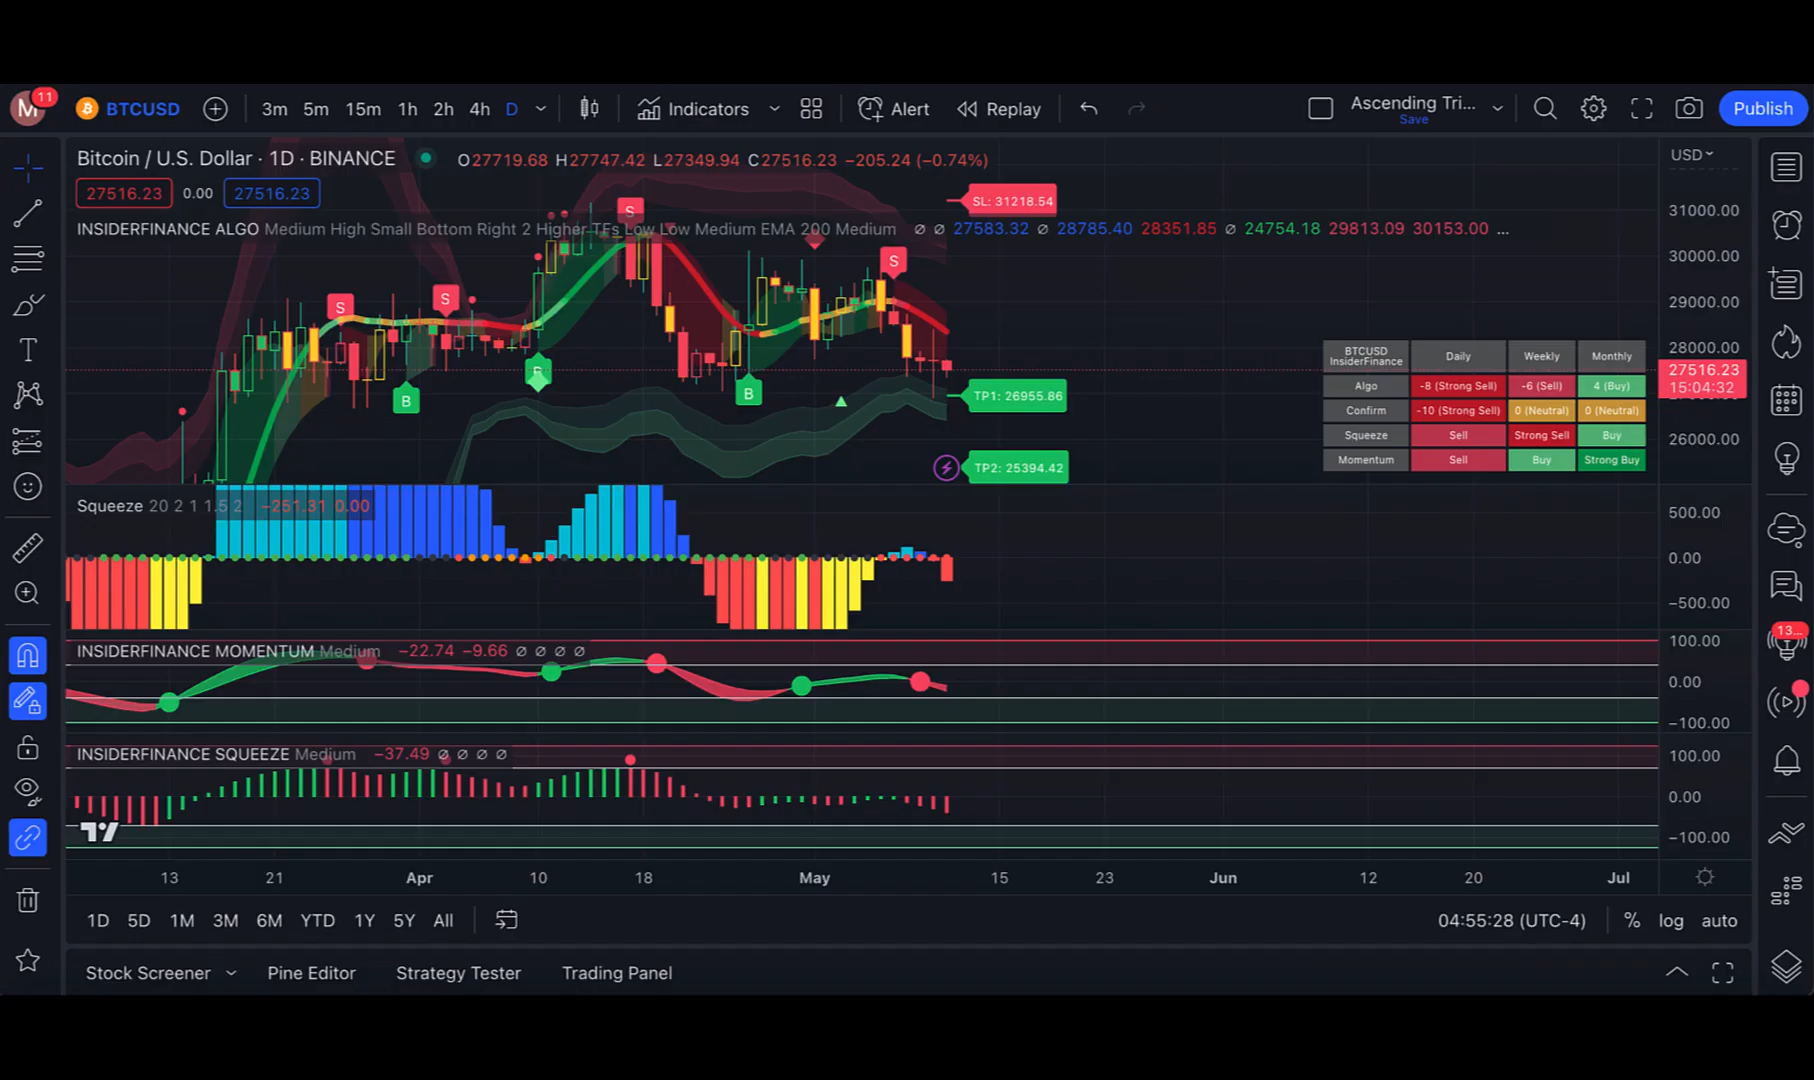 M 11 BTCUSD 3m 5m 15m 1h 2h 4h D Indicators Alert Replay Ascending Tri... Save Publish
Bitcoin / U.S. Dollar · 1D · BINANCE O27719.68 H27747.42 L27349.94 C27516.23 −205.24 (−0.74%)
27516.23 0.00 27516.23
INSIDERFINANCE ALGO Medium High Small Bottom Right 2 Higher TFs Low Low Medium EMA 200 Medium ∅ ∅ 27583.32 ∅ 28785.40 28351.85 ∅ 24754.18 29813.09 30153.00 ...
USD
31000.00
30000.00
29000.00
28000.00
27516.23
15:04:32
26000.00
SL: 31218.54
S
S
S
S
B
B
TP1: 26955.86
TP2: 25394.42
BTCUSD InsiderFinance Daily Weekly Monthly
Algo -8 (Strong Sell) -6 (Sell) 4 (Buy)
Confirm -10 (Strong Sell) 0 (Neutral) 0 (Neutral)
Squeeze Sell Strong Sell Buy
Momentum Sell Buy Strong Buy
Squeeze 20 2 1 1.5 2 −251.31 0.00
500.00
0.00
−500.00
INSIDERFINANCE MOMENTUM Medium −22.74 −9.66 ∅ ∅ ∅ ∅
100.00
0.00
−100.00
INSIDERFINANCE SQUEEZE Medium −37.49 ∅ ∅ ∅ ∅
100.00
0.00
−100.00
13...
13 21 Apr 10 18 May 15 23 Jun 12 20 Jul
1D 5D 1M 3M 6M YTD 1Y 5Y All 04:55:28 (UTC-4) % log auto
Stock Screener Pine Editor Strategy Tester Trading Panel